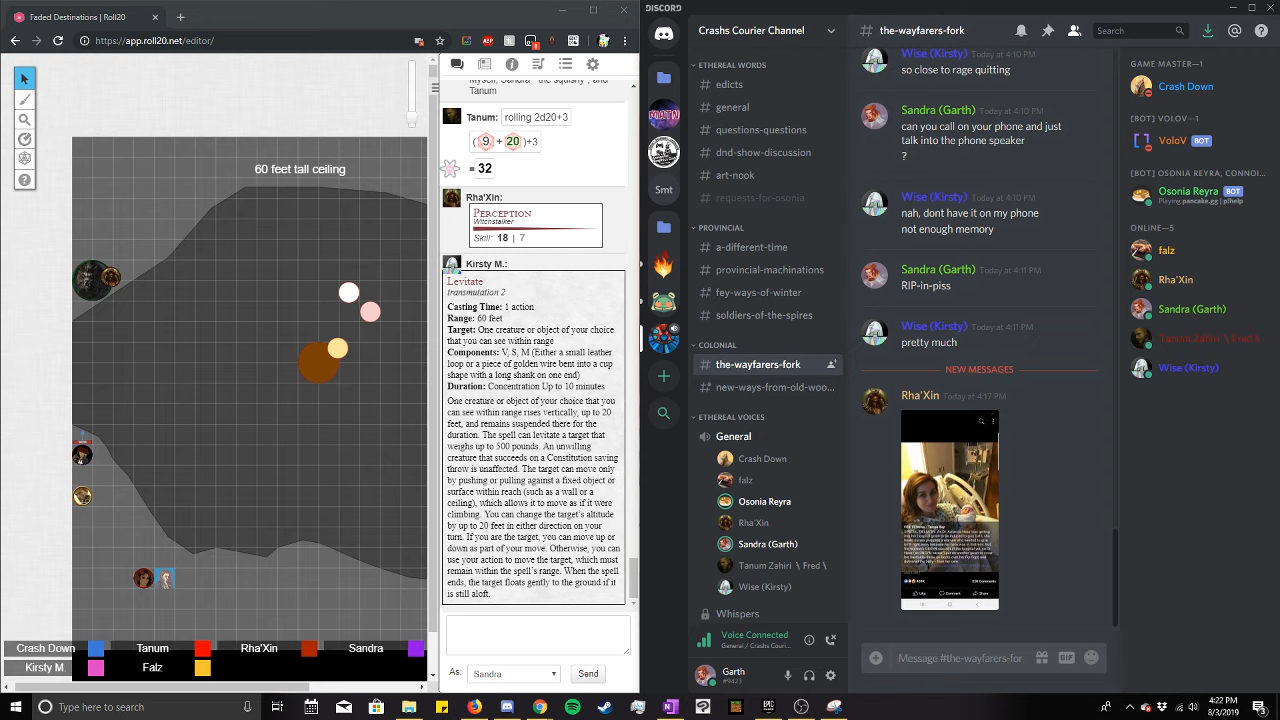 Faded Destinations | Roll20
https://app.roll20.net/editor/
60 feet tall ceiling
Crash Down
Tanum
Rha'Xin
Sandra
Kirsty M.
Falz
Myself, Sandra "the squishy", and
Tanum
Tanum: rolling 2d20+3
(9 + 20)+3
= 32
Rha'Xin:
Perception
Witchstalker
Skill: 18 | 7
Kirsty M.:
Levitate
transmutation 2
Casting Time: 1 action
Range: 60 feet
Target: One creature or object of your choice
that you can see within range
Components: V, S, M (Either a small leather
loop or a piece of golden wire bent into a cup
shape with a long shank on one end)
Duration: Concentration Up to 10 minutes
One creature or object of your choice that you
can see within range rises vertically, up to 20
feet, and remains suspended there for the
duration. The spell can levitate a target that
weighs up to 500 pounds. An unwilling
creature that succeeds on a Constitution saving
throw is unaffected. The target can move only
by pushing or pulling against a fixed object or
surface within reach (such as a wall or a
ceiling), which allows it to move as if it were
climbing. You can change the target's altitude
by up to 20 feet in either direction on your
turn. If you are the target, you can move up or
down as part of your move. Otherwise, you can
use your action to move the target, which must
remain within the spell's range. When the spell
ends, the target floats gently to the ground if it
is still aloft.
As: Sandra
Send
DISCORD
Crashs Courier Channel
ETHEREAL WORDS
edicts
general
questions-equations
dnd-show-discussion
art-nook
requests-for-osonia
PROVINCIAL
a-different-time
provincial-machinations
fey-ways-of-winter
soldiers-of-the-spires
COLONIAL
the-wayfarers-fork
new-ways-from-old-woo...
ETHEREAL VOICES
General
Crash Down
falz
Osonia Reyra
Rha'Xin
Sandra (Garth)
Tanum Zahiri \ Fred \
Wise (Kirsty)
Whispers
Voice Connected
General / Crashs Couri...
Garth
#9423
MATN
Smt
the-wayfarers-fork
Search
Wise (Kirsty) Today at 4:10 PM
so close to rage quitting
Sandra (Garth) Today at 4:10 PM
can you call on your phone and just
talk into the phone speaker
?
Wise (Kirsty) Today at 4:10 PM
nah, dont have it on my phone
not enough memory
Sandra (Garth) Today at 4:11 PM
RIP-in-piss
Wise (Kirsty) Today at 4:11 PM
pretty much
NEW MESSAGES
Rha'Xin Today at 4:17 PM
Like
Comment
Share
Message #the-wayfarers-for
GIF
GAME MASTER—1
Crash Down
[BOT] VOLOV—1
VoloV BOT
[BOT] OSONIA REYRA, CONNOI...
Osonia Reyra BOT
Playing pancake.gg | p!help
ONLINE—5
falz
Rha'Xin
Sandra (Garth)
Tanum Zahiri \ Fred \
Wise (Kirsty)
Type here to search
4:22 PM
8/3/2019